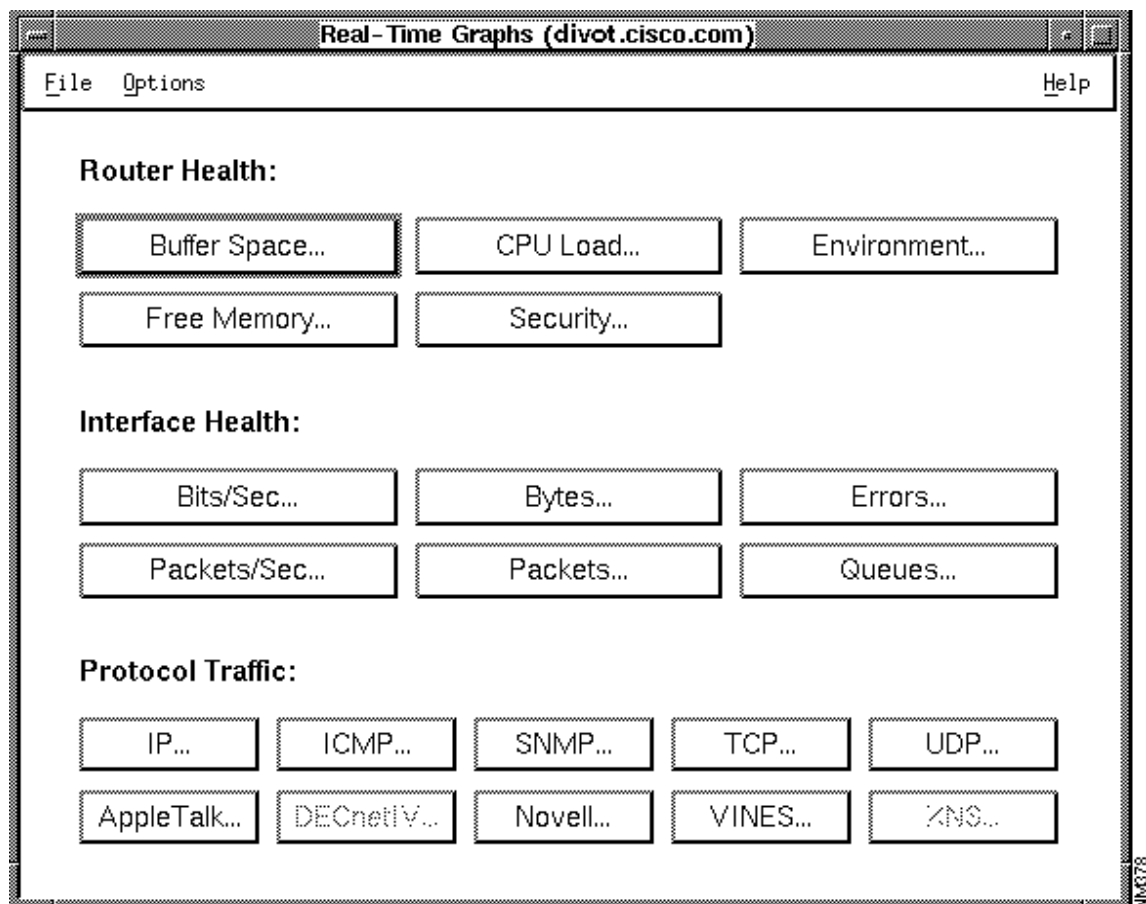 Real-Time Graphs (divot.cisco.com)
File Options Help
Router Health:
Buffer Space... CPU Load... Environment...
Free Memory... Security...
Interface Health:
Bits/Sec... Bytes... Errors...
Packets/Sec... Packets... Queues...
Protocol Traffic:
IP... ICMP... SNMP... TCP... UDP...
AppleTalk... DECnetIV... Novell... VINES... XNS...